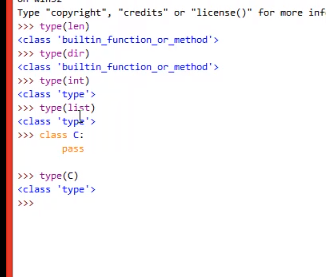 on win32
Type "copyright", "credits" or "license()" for more info
>>> type(len)
<class 'builtin_function_or_method'>
>>> type(dir)
<class 'builtin_function_or_method'>
>>> type(int)
<class 'type'>
>>> type(list)
<class 'type'>
>>> class C:
        pass
>>> type(C)
<class 'type'>
>>>